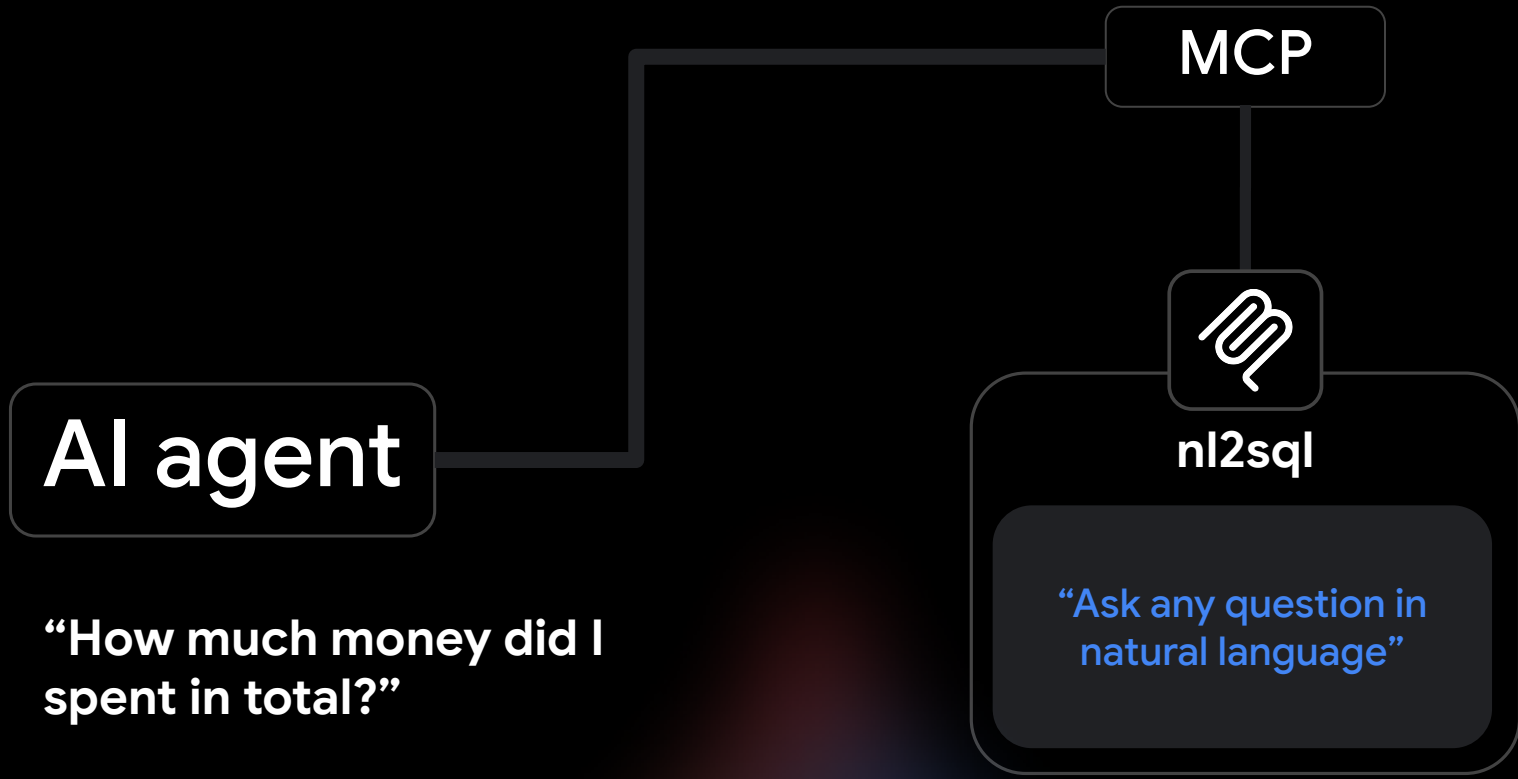 MCP
AI agent
nl2sql
“Ask any question in
natural language”
“How much money did I
spent in total?”